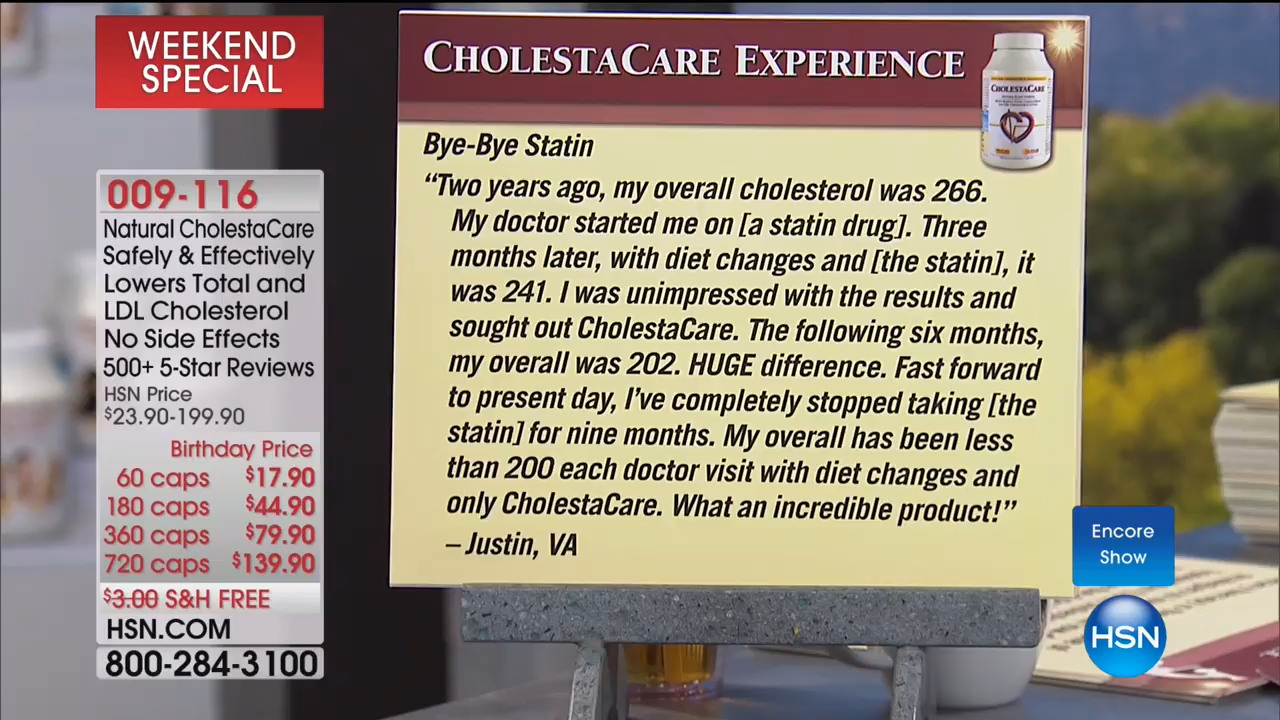 WEEKEND
SPECIAL
009-116
Natural CholestaCare
Safely & Effectively
Lowers Total and
LDL Cholesterol
No Side Effects
500+ 5-Star Reviews
HSN Price
$23.90-199.90
Birthday Price
60 caps $17.90
180 caps $44.90
360 caps $79.90
720 caps $139.90
$3.00 S&H FREE
HSN.COM
800-284-3100
CHOLESTACARE EXPERIENCE
CHOLESTACARE
Bye-Bye Statin
“Two years ago, my overall cholesterol was 266.
My doctor started me on [a statin drug]. Three
months later, with diet changes and [the statin], it
was 241. I was unimpressed with the results and
sought out CholestaCare. The following six months,
my overall was 202. HUGE difference. Fast forward
to present day, I’ve completely stopped taking [the
statin] for nine months. My overall has been less
than 200 each doctor visit with diet changes and
only CholestaCare. What an incredible product!”
– Justin, VA
Encore
Show
HSN